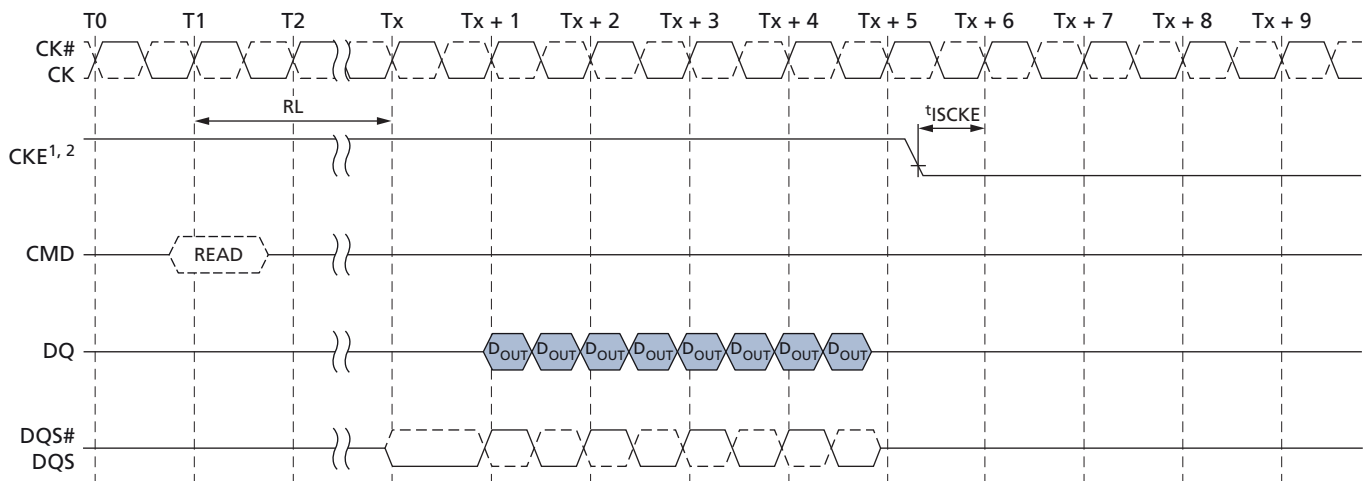 T0 T1 T2 Tx Tx + 1 Tx + 2 Tx + 3 Tx + 4 Tx + 5 Tx + 6 Tx + 7 Tx + 8 Tx + 9
CK#
CK
RL
tISCKE
CKE1, 2
CMD
READ
DQ
DOUT DOUT DOUT DOUT DOUT DOUT DOUT DOUT
DQS#
DQS